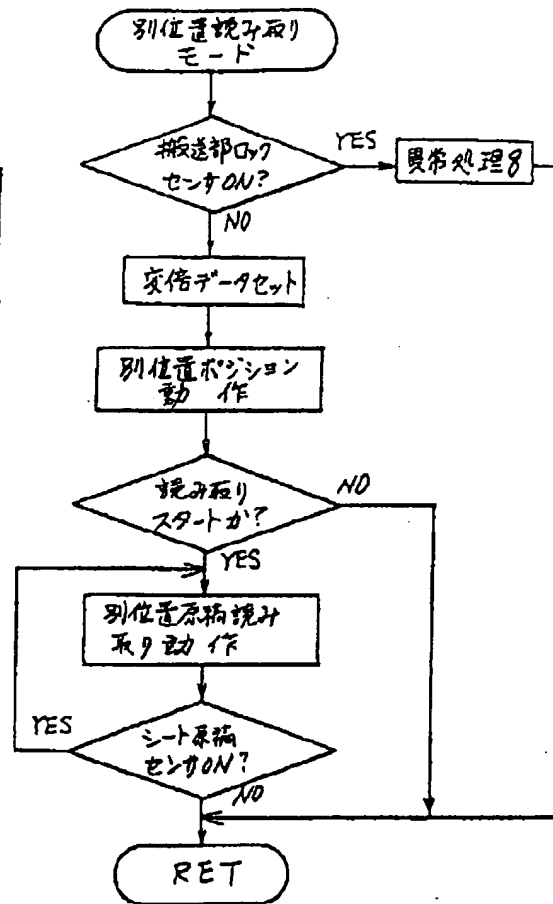 別位置読み取り
モード
搬送部ロック
センサON?
YES
異常処理8
NO
変倍データセット
別位置ポジション
動 作
読み取り
スタートか?
NO
YES
別位置原稿読み
取り動作
YES
シート原稿
センサON?
NO
RET